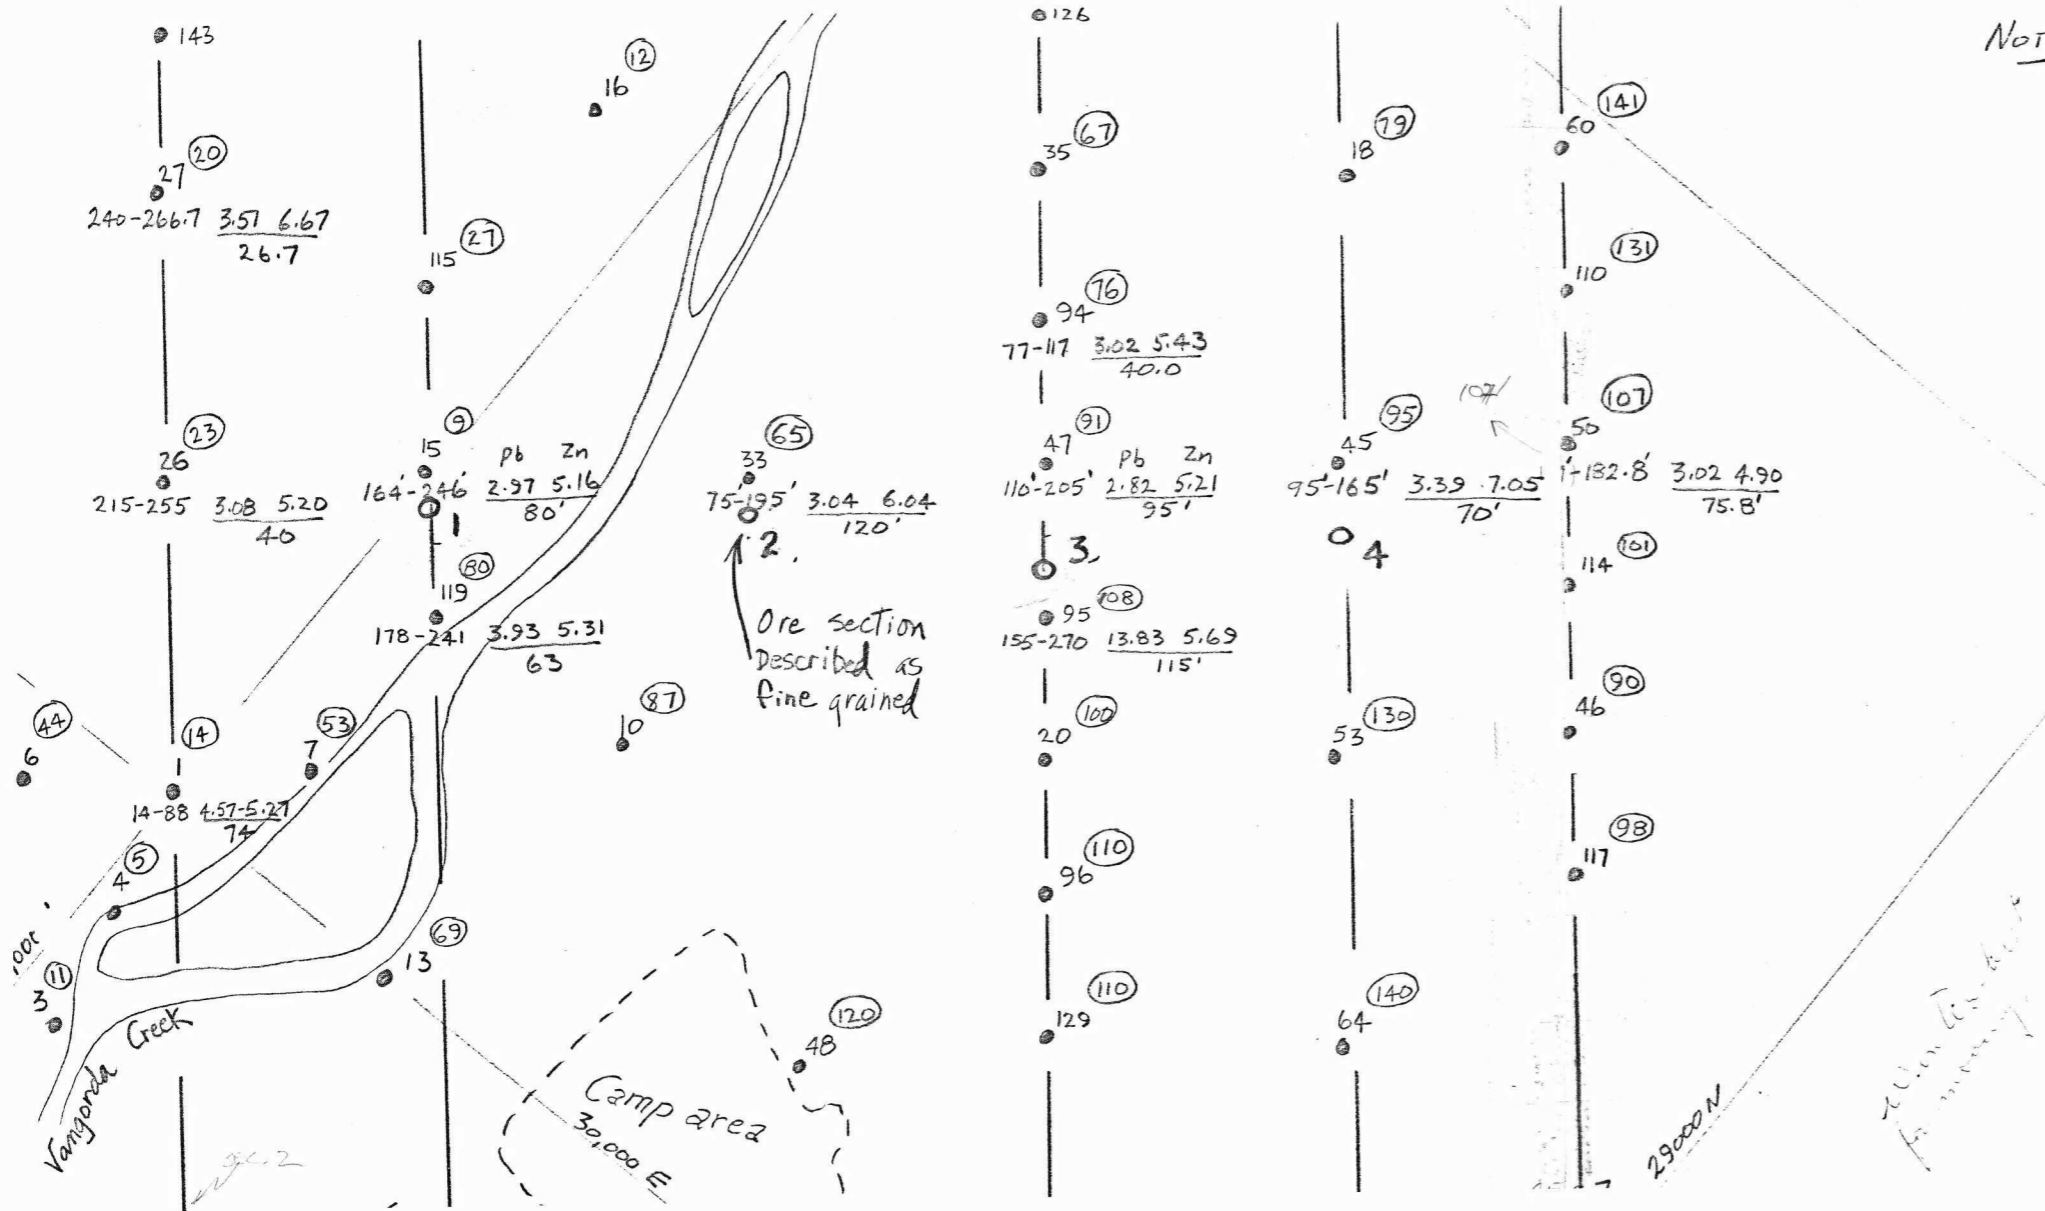 143
27 (20)
240-266.7 3.51 6.67
26.7
26 (23)
215-255 3.08 5.20
40
6 (44)
(14)
14-88 4.57-5.27
74
4 (5)
3 (11)
Vangorda Creek
16 (12)
115 (27)
15 (9)
Pb Zn
164'-246' 2.97 5.16
80'
1
119 (80)
178-241 3.93 5.31
63
7 (53)
13 (69)
33 (65)
75'-195' 3.04 6.04
120'
2.
Ore section
Described as
fine grained
10 (87)
48 (120)
Camp area
30,000 E
126
35 (67)
94 (76)
77-117 3.02 5.43
40.0
47 (91)
Pb Zn
110'-205' 2.82 5.21
95'
3.
95 (108)
155-270 13.83 5.69
115'
20 (100)
96 (110)
129 (110)
18 (79)
45 (95)
95'-165' 3.39 7.05
70'
4
53 (130)
64 (140)
60 (141)
110 (131)
107'
50 (107)
-182.8' 3.02 4.90
75.8'
114 (101)
46 (90)
117 (98)
29000 N